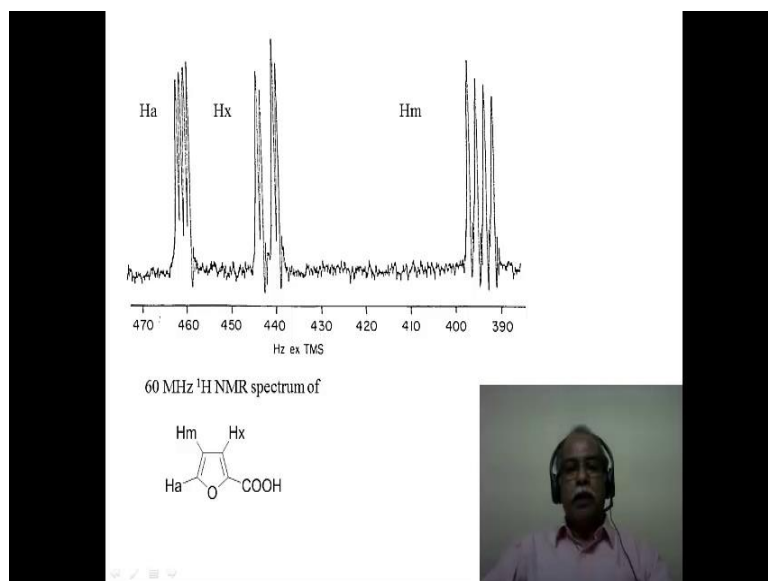 Ha Hx Hm
470 460 450 440 430 420 410 400 390
Hz ex TMS
60 MHz ¹H NMR spectrum of
Hm Hx
Ha O COOH